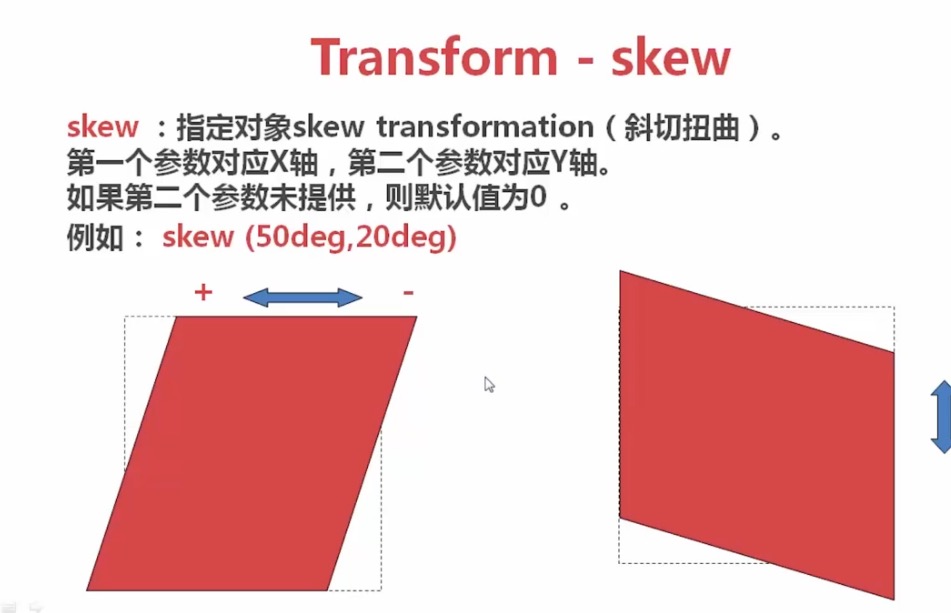 Transform - skew
skew ：指定对象skew transformation（斜切扭曲）。
第一个参数对应X轴，第二个参数对应Y轴。
如果第二个参数未提供，则默认值为0 。
例如： skew (50deg,20deg)
+ -